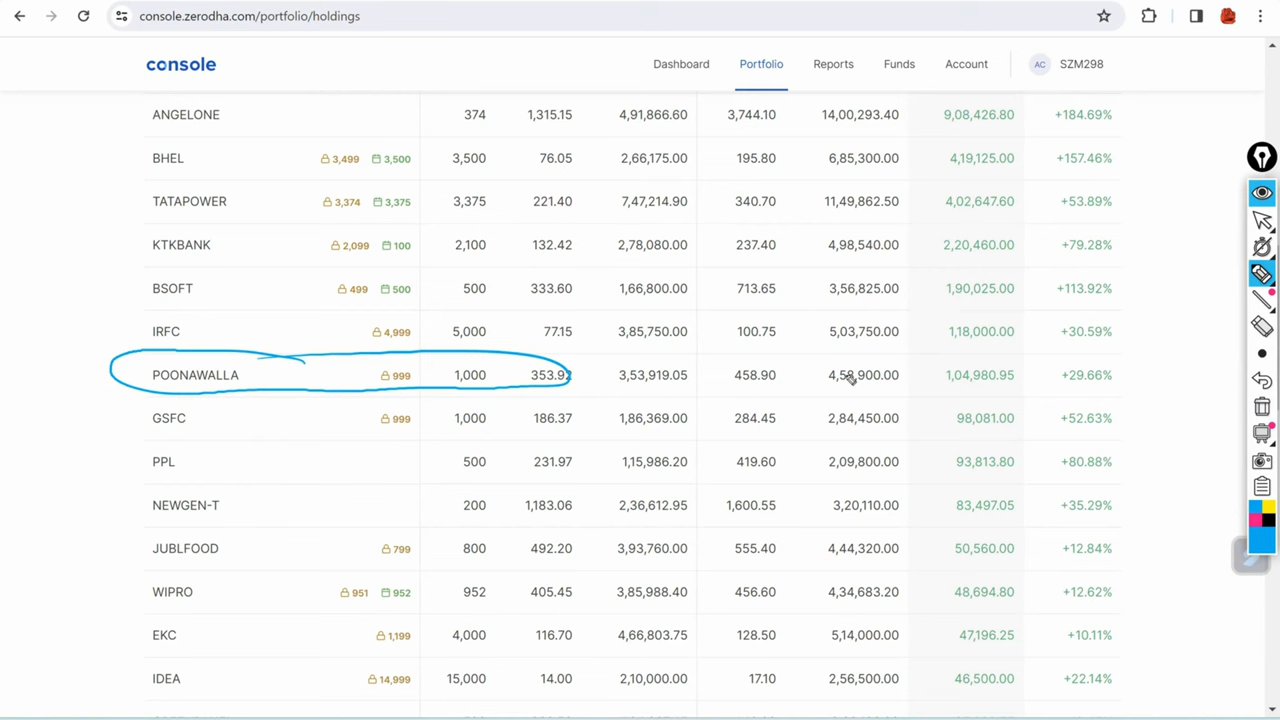 console.zerodha.com/portfolio/holdings
console Dashboard Portfolio Reports Funds Account AC SZM298
ANGELONE 374 1,315.15 4,91,866.60 3,744.10 14,00,293.40 9,08,426.80 +184.69%
BHEL 3,499 3,500 3,500 76.05 2,66,175.00 195.80 6,85,300.00 4,19,125.00 +157.46%
TATAPOWER 3,374 3,375 3,375 221.40 7,47,214.90 340.70 11,49,862.50 4,02,647.60 +53.89%
KTKBANK 2,099 100 2,100 132.42 2,78,080.00 237.40 4,98,540.00 2,20,460.00 +79.28%
BSOFT 499 500 500 333.60 1,66,800.00 713.65 3,56,825.00 1,90,025.00 +113.92%
IRFC 4,999 5,000 77.15 3,85,750.00 100.75 5,03,750.00 1,18,000.00 +30.59%
POONAWALLA 999 1,000 353.92 3,53,919.05 458.90 4,58,900.00 1,04,980.95 +29.66%
GSFC 999 1,000 186.37 1,86,369.00 284.45 2,84,450.00 98,081.00 +52.63%
PPL 500 231.97 1,15,986.20 419.60 2,09,800.00 93,813.80 +80.88%
NEWGEN-T 200 1,183.06 2,36,612.95 1,600.55 3,20,110.00 83,497.05 +35.29%
JUBLFOOD 799 800 492.20 3,93,760.00 555.40 4,44,320.00 50,560.00 +12.84%
WIPRO 951 952 952 405.45 3,85,988.40 456.60 4,34,683.20 48,694.80 +12.62%
EKC 1,199 4,000 116.70 4,66,803.75 128.50 5,14,000.00 47,196.25 +10.11%
IDEA 14,999 15,000 14.00 2,10,000.00 17.10 2,56,500.00 46,500.00 +22.14%